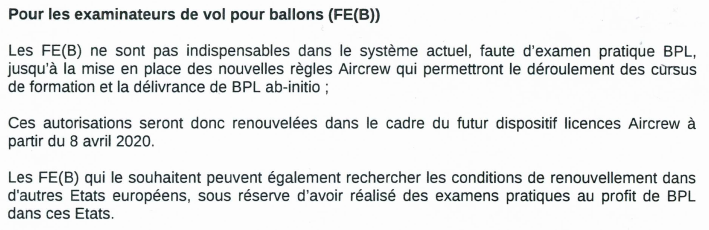 Pour les examinateurs de vol pour ballons (FE(B))
Les FE(B) ne sont pas indispensables dans le système actuel, faute d'examen pratique BPL,
jusqu'à la mise en place des nouvelles règles Aircrew qui permettront le déroulement des cursus
de formation et la délivrance de BPL ab-initio ;
Ces autorisations seront donc renouvelées dans le cadre du futur dispositif licences Aircrew à
partir du 8 avril 2020.
Les FE(B) qui le souhaitent peuvent également rechercher les conditions de renouvellement dans
d'autres Etats européens, sous réserve d'avoir réalisé des examens pratiques au profit de BPL
dans ces Etats.